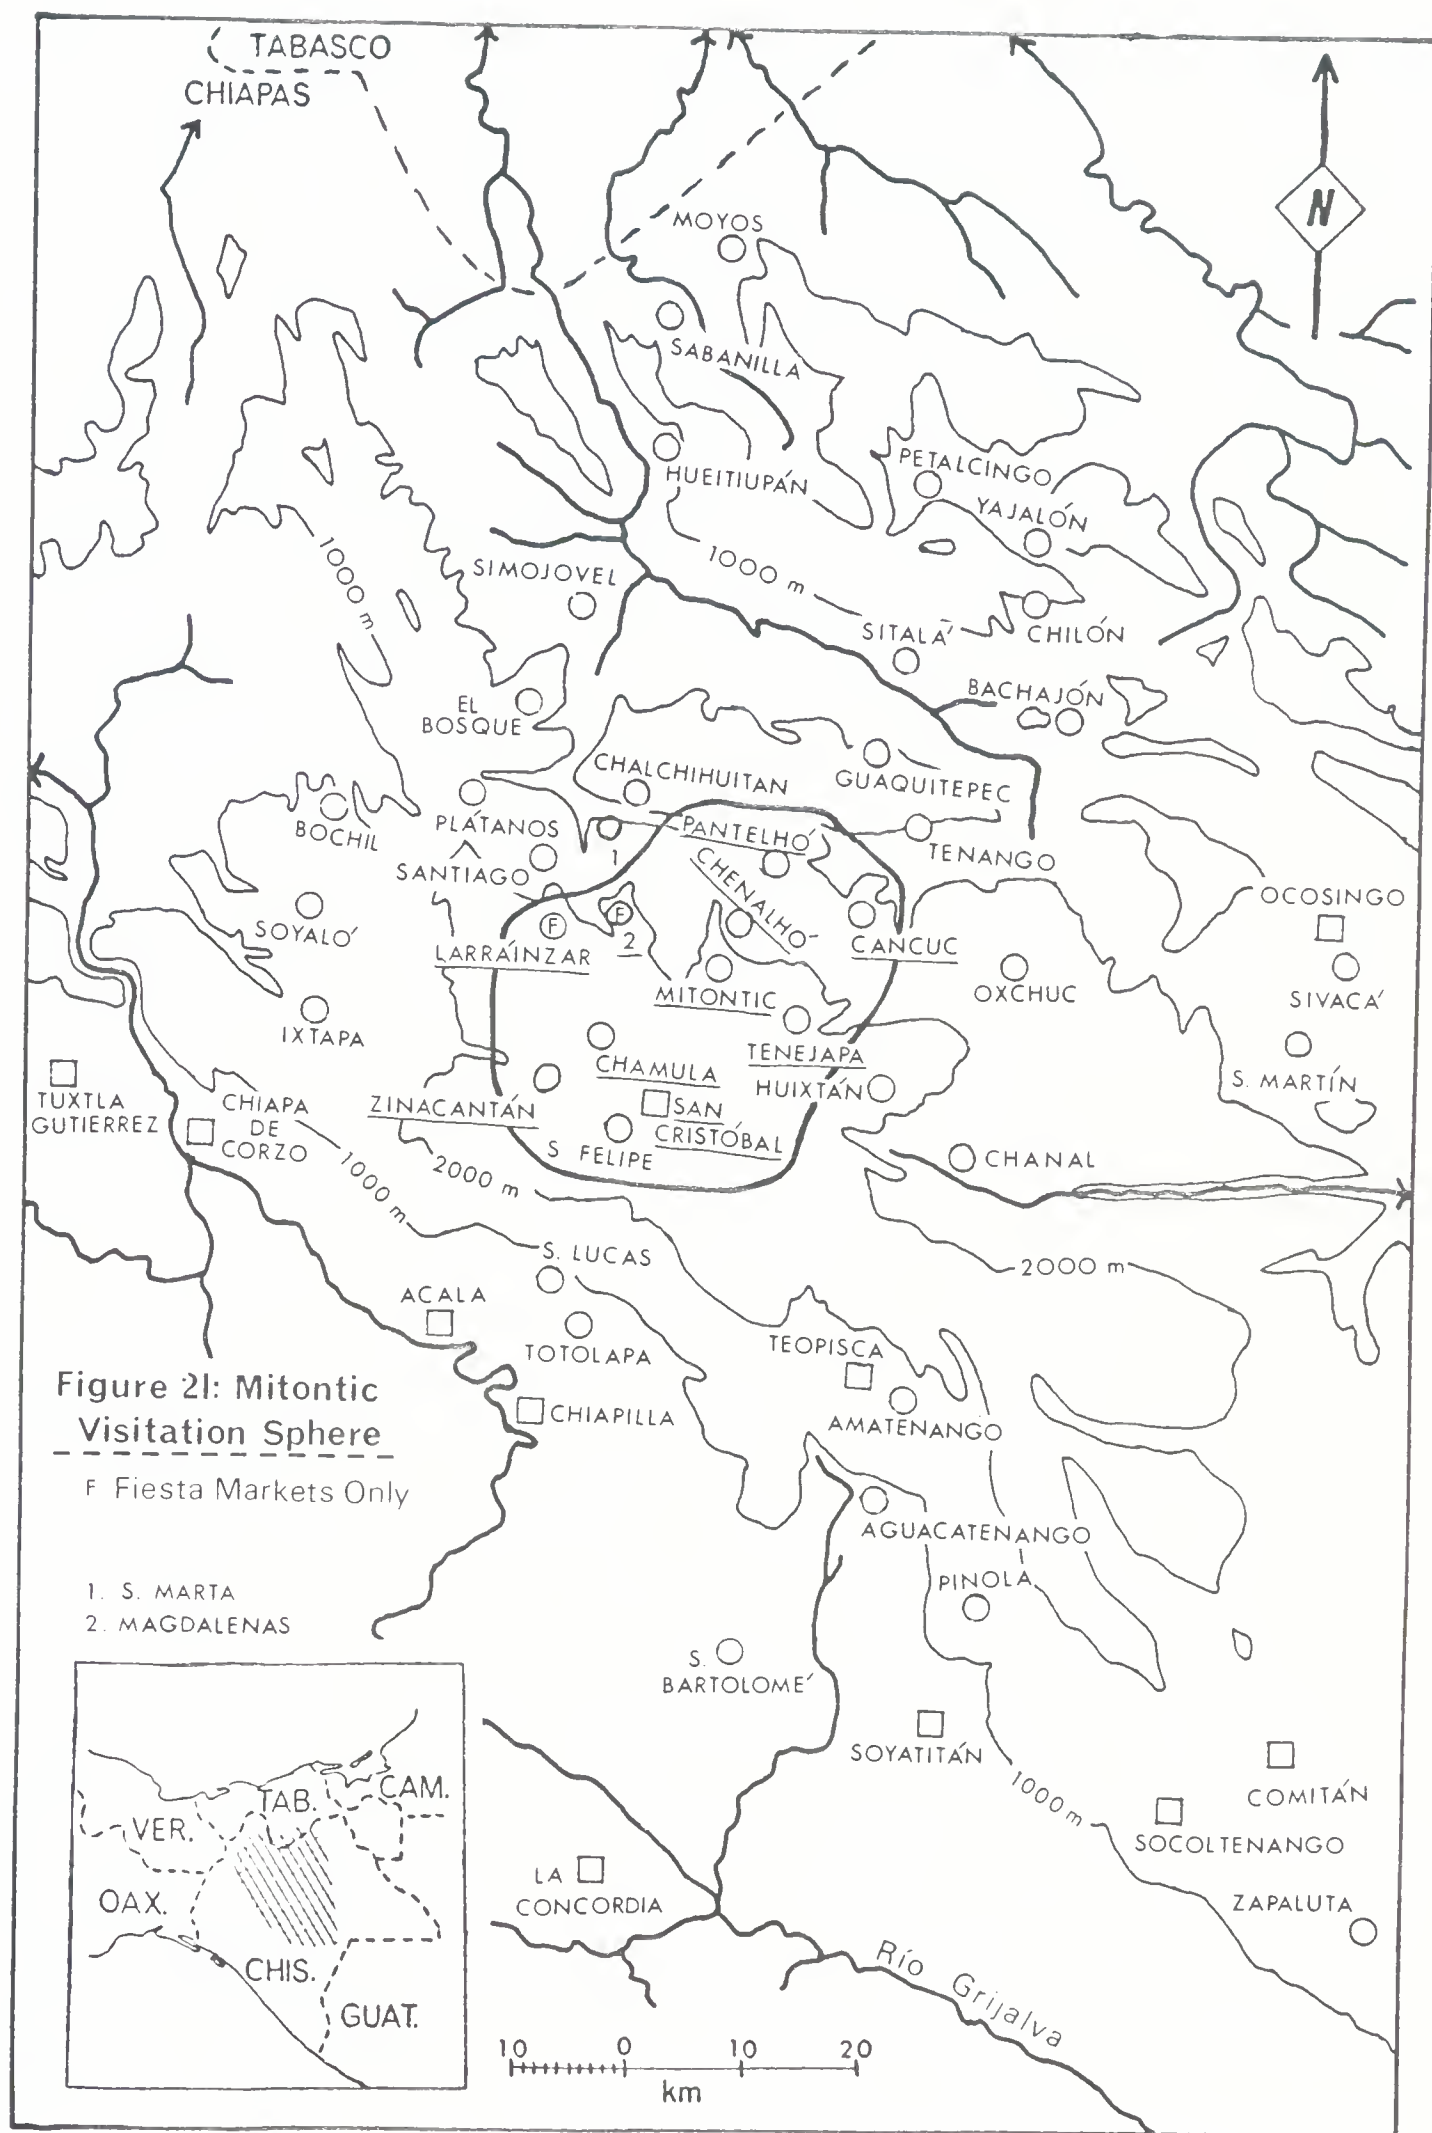 TABASCO
CHIAPAS
N
MOYOS
SABANILLA
HUEITIUPÁN
PETALCINGO
YAJALÓN
1000 m
1000 m
SIMOJOVEL
SITALÁ
CHILÓN
BACHAJÓN
EL
BOSQUE
CHALCHIHUITAN
GUAQUITEPEC
BOCHIL
PLÁTANOS
1
PANTELHÓ
TENANGO
SANTIAGO
CHENALHÓ
OCOSINGO
SOYALÓ
F
F
2
LARRAÍNZAR
CANCUC
MITONTIC
OXCHUC
SIVACÁ
IXTAPA
CHAMULA
TENEJAPA
HUIXTÁN
S. MARTÍN
TUXTLA
GUTIERREZ
CHIAPA
DE
CORZO
ZINACANTÁN
SAN
CRISTÓBAL
S FELIPE
CHANAL
1000 m
2000 m
S. LUCAS
2000 m
ACALA
TOTOLAPA
TEOPISCA
CHIAPILLA
AMATENANGO
Figure 21: Mitontic
Visitation Sphere
F Fiesta Markets Only
AGUACATENANGO
PINOLA
1. S. MARTA
2. MAGDALENAS
S.
BARTOLOMÉ
SOYATITÁN
1000 m
COMITÁN
SOCOLTENANGO
LA
CONCORDIA
ZAPALUTA
Río Grijalva
TAB.
CAM.
VER.
OAX.
CHIS.
GUAT.
10 0 10 20
km